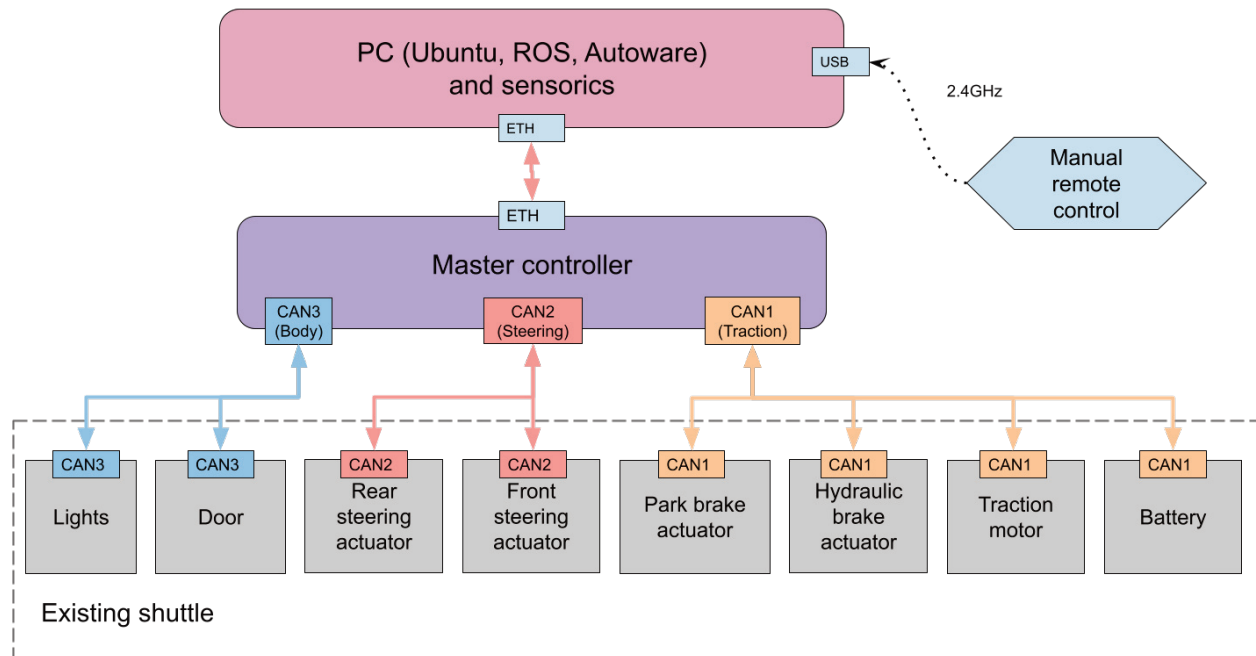 PC (Ubuntu, ROS, Autoware)
and sensorics
USB
2.4GHz
ETH
Manual
remote
control
ETH
Master controller
CAN3
(Body)
CAN2
(Steering)
CAN1
(Traction)
CAN3
Lights
CAN3
Door
CAN2
Rear
steering
actuator
CAN2
Front
steering
actuator
CAN1
Park brake
actuator
CAN1
Hydraulic
brake
actuator
CAN1
Traction
motor
CAN1
Battery
Existing shuttle